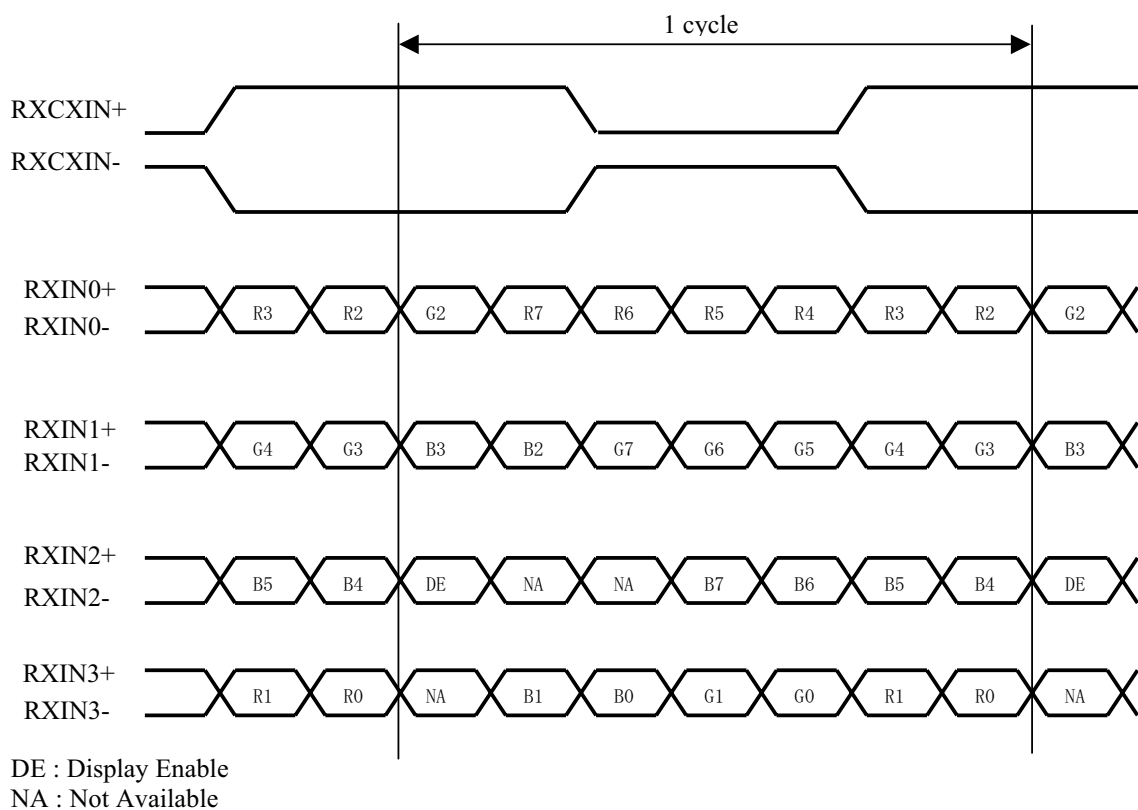 1 cycle
RXCXIN+
RXCXIN-
RXIN0+
R3 R2 G2 R7 R6 R5 R4 R3 R2 G2
RXIN0-
RXIN1+
G4 G3 B3 B2 G7 G6 G5 G4 G3 B3
RXIN1-
RXIN2+
B5 B4 DE NA NA B7 B6 B5 B4 DE
RXIN2-
RXIN3+
R1 R0 NA B1 B0 G1 G0 R1 R0 NA
RXIN3-
DE : Display Enable
NA : Not Available